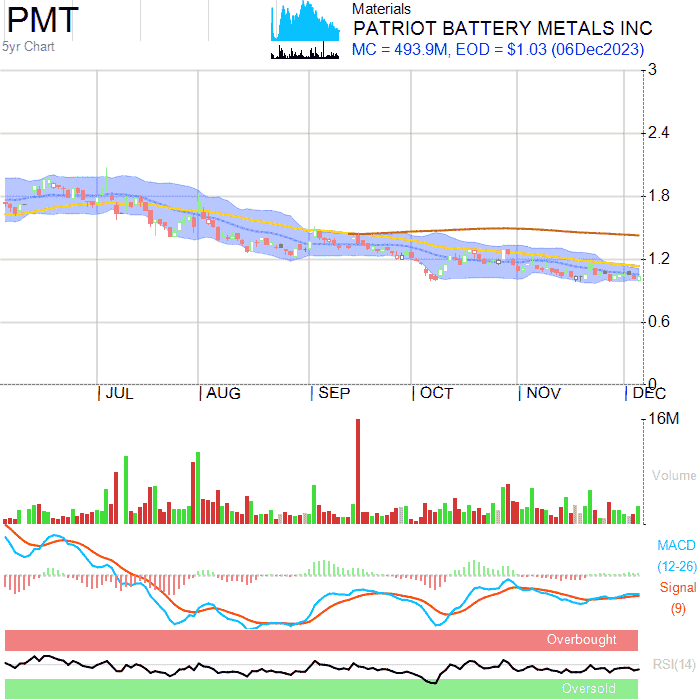 PMT
5yr Chart
Materials
PATRIOT BATTERY METALS INC
MC = 493.9M, EOD = $1.03 (06Dec2023)
3
2.4
1.8
1.2
0.6
0
JUL AUG SEP OCT NOV DEC
16M
Volume
MACD
(12-26)
Signal
(9)
Overbought
RSI(14)
Oversold